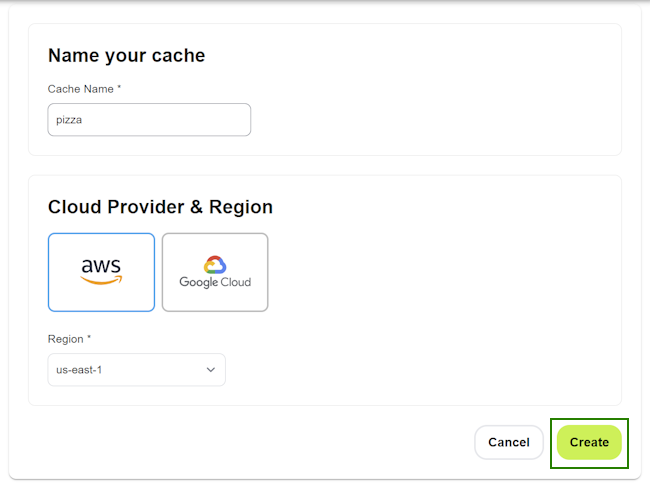 Name your cache
Cache Name *
pizza
Cloud Provider & Region
aws
Google Cloud
Region *
us-east-1
Cancel
Create